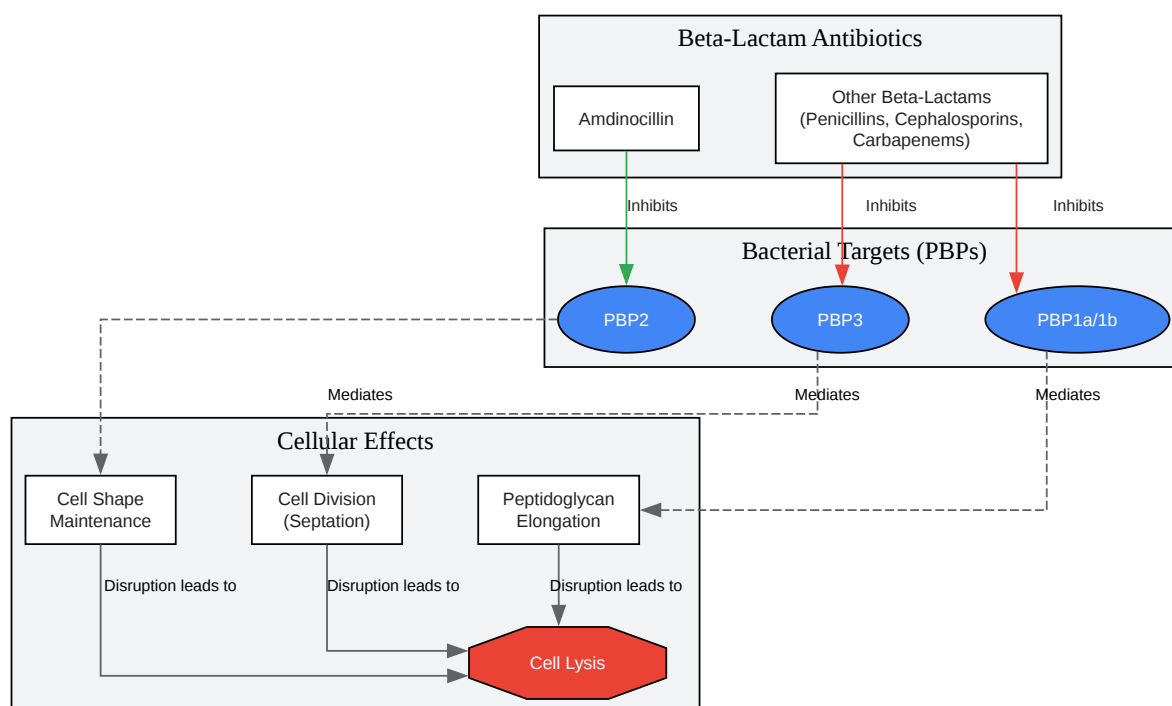 Beta-Lactam Antibiotics
Amdinocillin
Other Beta-Lactams
(Penicillins, Cephalosporins,
Carbapenems)
Inhibits
Inhibits
Inhibits
Bacterial Targets (PBPs)
PBP2
PBP3
PBP1a/1b
Mediates
Mediates
Mediates
Cellular Effects
Cell Shape
Maintenance
Cell Division
(Septation)
Peptidoglycan
Elongation
Disruption leads to
Disruption leads to
Disruption leads to
Cell Lysis